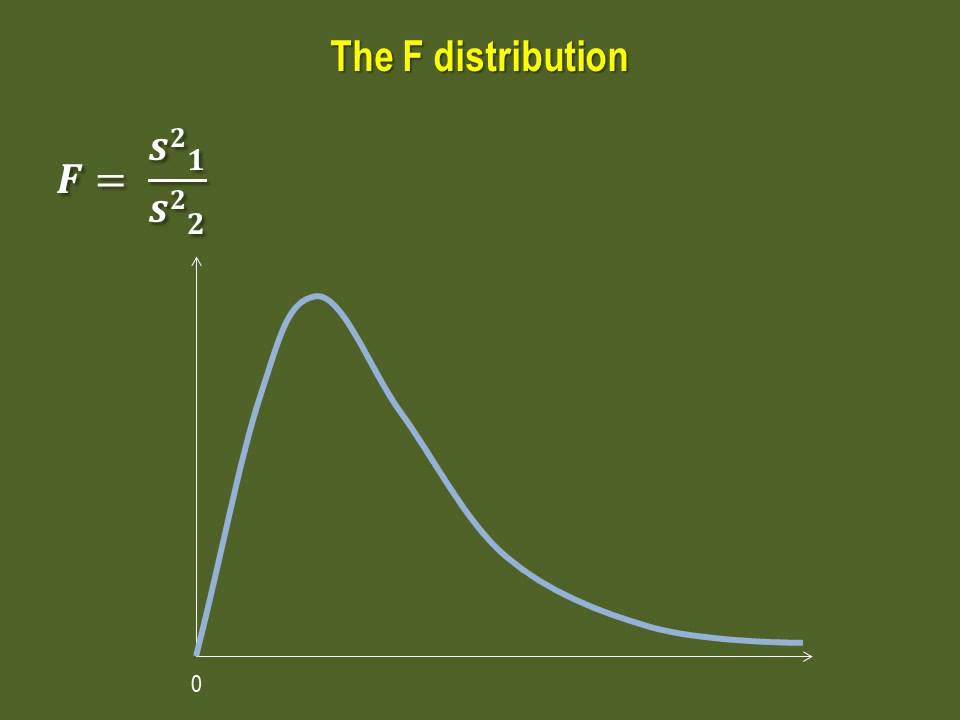 The F distribution
F = s²₁ / s²₂
0